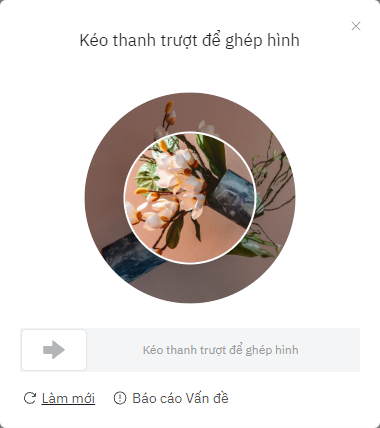 Kéo thanh trượt để ghép hình
Kéo thanh trượt để ghép hình
Làm mới
Báo cáo Vấn đề